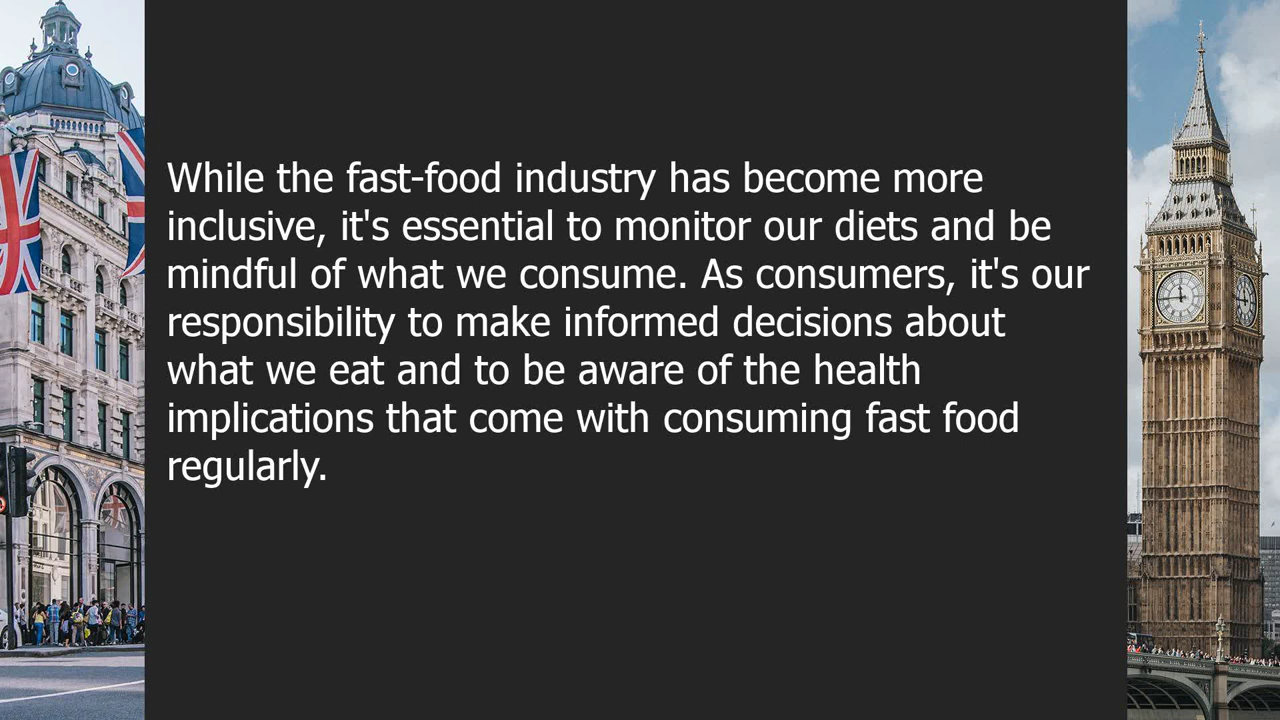 While the fast-food industry has become more
inclusive, it's essential to monitor our diets and be
mindful of what we consume. As consumers, it's our
responsibility to make informed decisions about
what we eat and to be aware of the health
implications that come with consuming fast food
regularly.